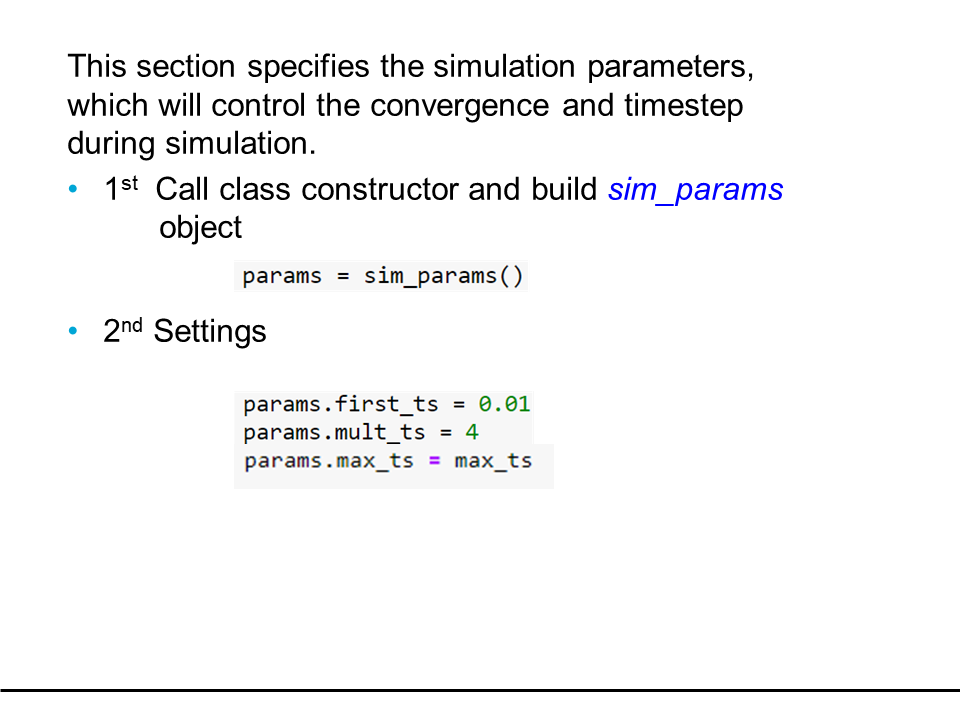 This section specifies the simulation parameters,
which will control the convergence and timestep
during simulation.
• 1st Call class constructor and build sim_params
object
params = sim_params()
• 2nd Settings
params.first_ts = 0.01
params.mult_ts = 4
params.max_ts = max_ts